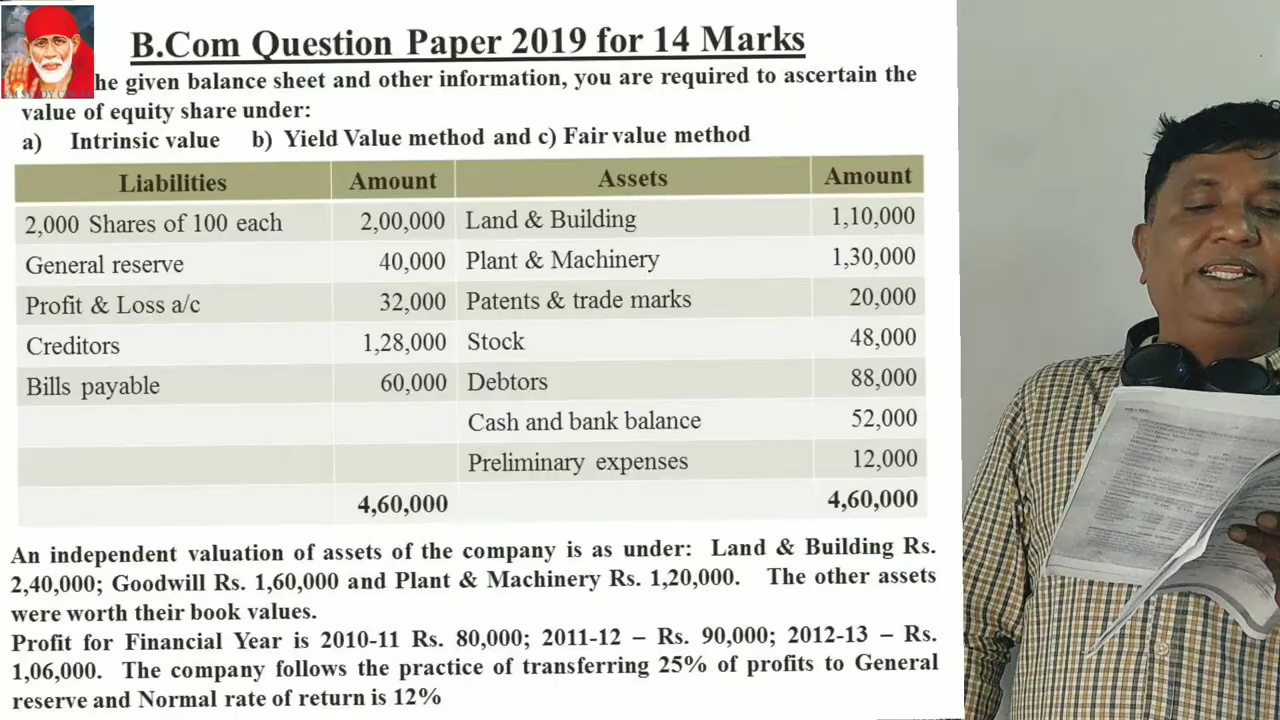 B.Com Question Paper 2019 for 14 Marks
he given balance sheet and other information, you are required to ascertain the
value of equity share under:
a) Intrinsic value b) Yield Value method and c) Fair value method
Liabilities Amount Assets Amount
2,000 Shares of 100 each 2,00,000 Land & Building 1,10,000
General reserve 40,000 Plant & Machinery 1,30,000
Profit & Loss a/c 32,000 Patents & trade marks 20,000
Creditors 1,28,000 Stock 48,000
Bills payable 60,000 Debtors 88,000
Cash and bank balance 52,000
Preliminary expenses 12,000
4,60,000 4,60,000
An independent valuation of assets of the company is as under: Land & Building Rs.
2,40,000; Goodwill Rs. 1,60,000 and Plant & Machinery Rs. 1,20,000. The other assets
were worth their book values.
Profit for Financial Year is 2010-11 Rs. 80,000; 2011-12 – Rs. 90,000; 2012-13 – Rs.
1,06,000. The company follows the practice of transferring 25% of profits to General
reserve and Normal rate of return is 12%